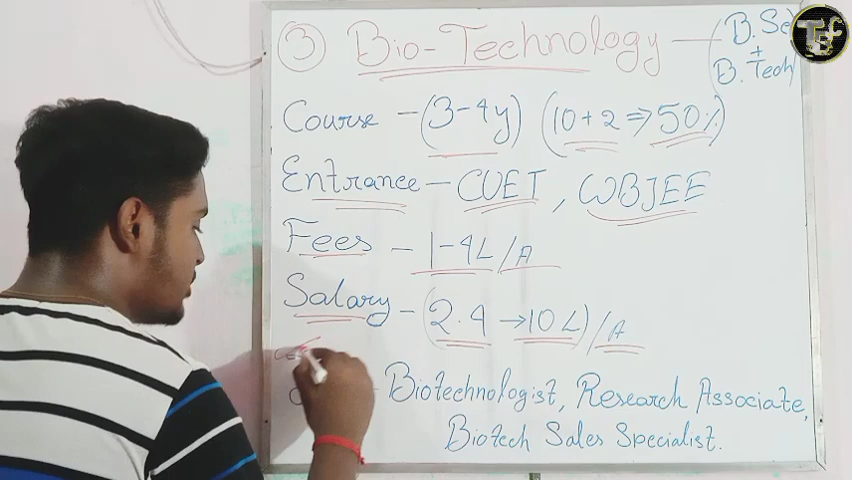 ③ Bio-Technology — (B.Sc + B.Tech)
Course - (3-4y) (10+2 ⇒ 50%)
Entrance - CUET, WBJEE
Fees - 1-4L/A
Salary - (2.4 → 10L)/A
- Biotechnologist, Research Associate,
Biotech Sales Specialist.